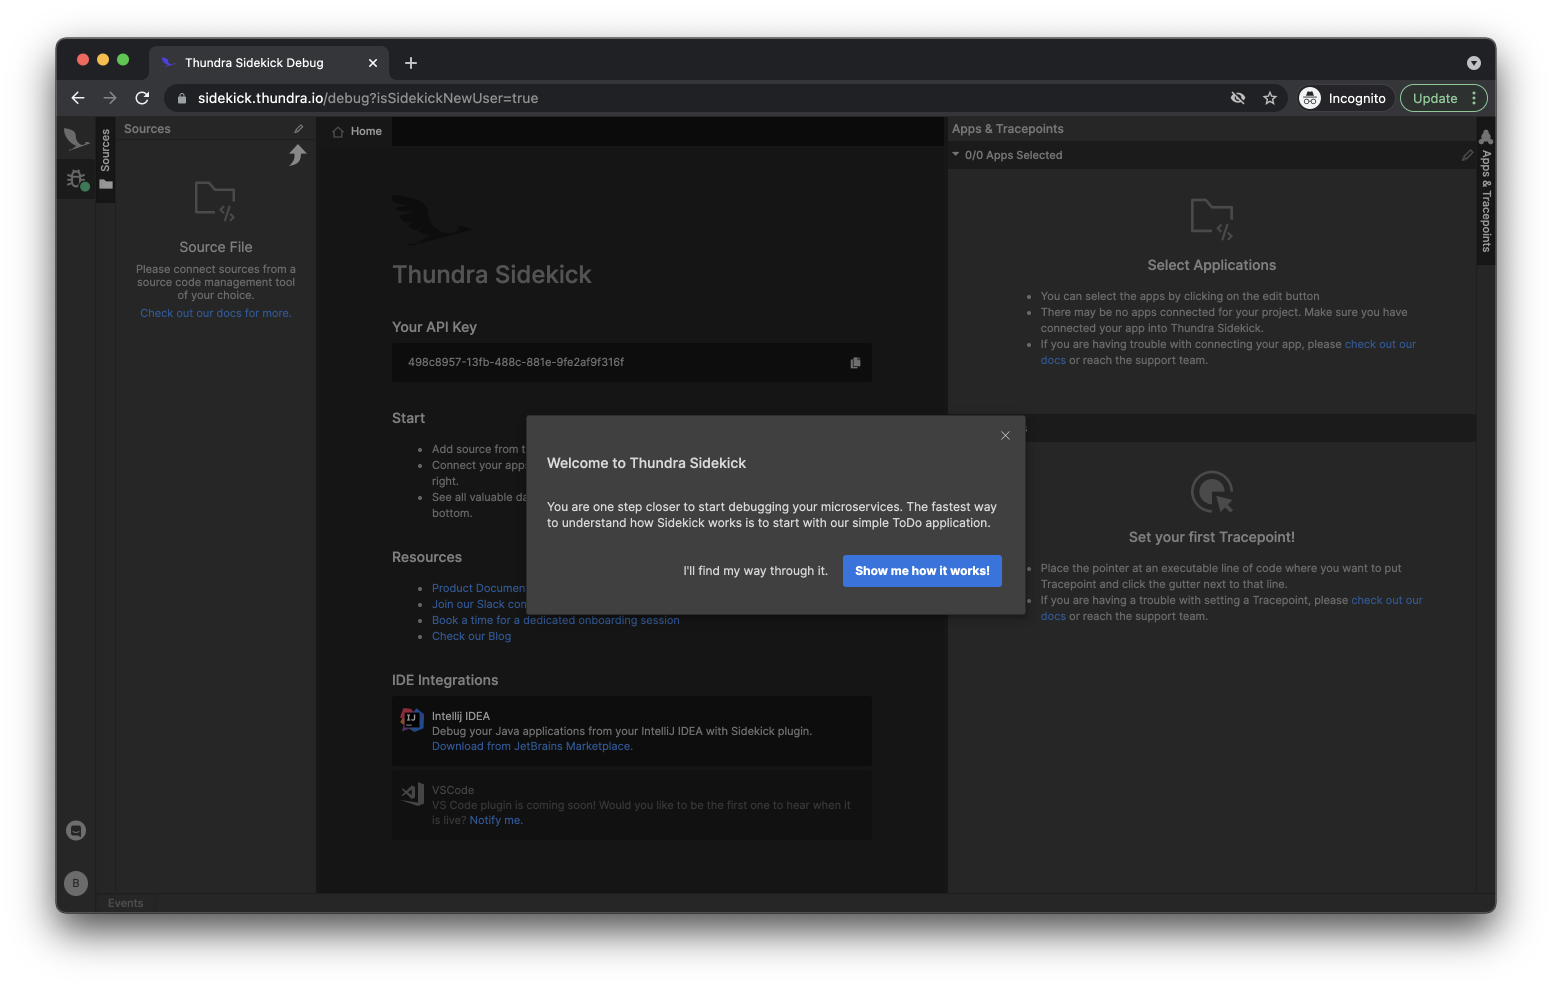 Thundra Sidekick Debug
sidekick.thundra.io/debug?isSidekickNewUser=true
Incognito
Update
Sources
Sources
Source File
Please connect sources from a
source code management tool
of your choice.
Check out our docs for more.
Home
Thundra Sidekick
Your API Key
498c8957-13fb-488c-881e-9fe2af9f316f
Start
Add source from t
Connect your app
right.
See all valuable da
bottom.
Resources
Product Documen
Join our Slack con
Book a time for a dedicated onboarding session
Check our Blog
IDE Integrations
IJ
Intellij IDEA
Debug your Java applications from your IntelliJ IDEA with Sidekick plugin.
Download from JetBrains Marketplace.
VSCode
VS Code plugin is coming soon! Would you like to be the first one to hear when it
is live? Notify me.
Welcome to Thundra Sidekick
You are one step closer to start debugging your microservices. The fastest way
to understand how Sidekick works is to start with our simple ToDo application.
I'll find my way through it.
Show me how it works!
Apps & Tracepoints
0/0 Apps Selected
Select Applications
You can select the apps by clicking on the edit button
There may be no apps connected for your project. Make sure you have
connected your app into Thundra Sidekick.
If you are having trouble with connecting your app, please check out our
docs or reach the support team.
s
Set your first Tracepoint!
Place the pointer at an executable line of code where you want to put
Tracepoint and click the gutter next to that line.
If you are having a trouble with setting a Tracepoint, please check out our
docs or reach the support team.
Apps & Tracepoints
B
Events